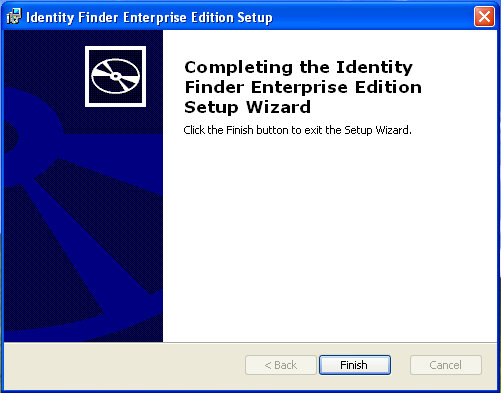 Identity Finder Enterprise Edition Setup
Completing the Identity
Finder Enterprise Edition
Setup Wizard
Click the Finish button to exit the Setup Wizard.
< Back
Finish
Cancel